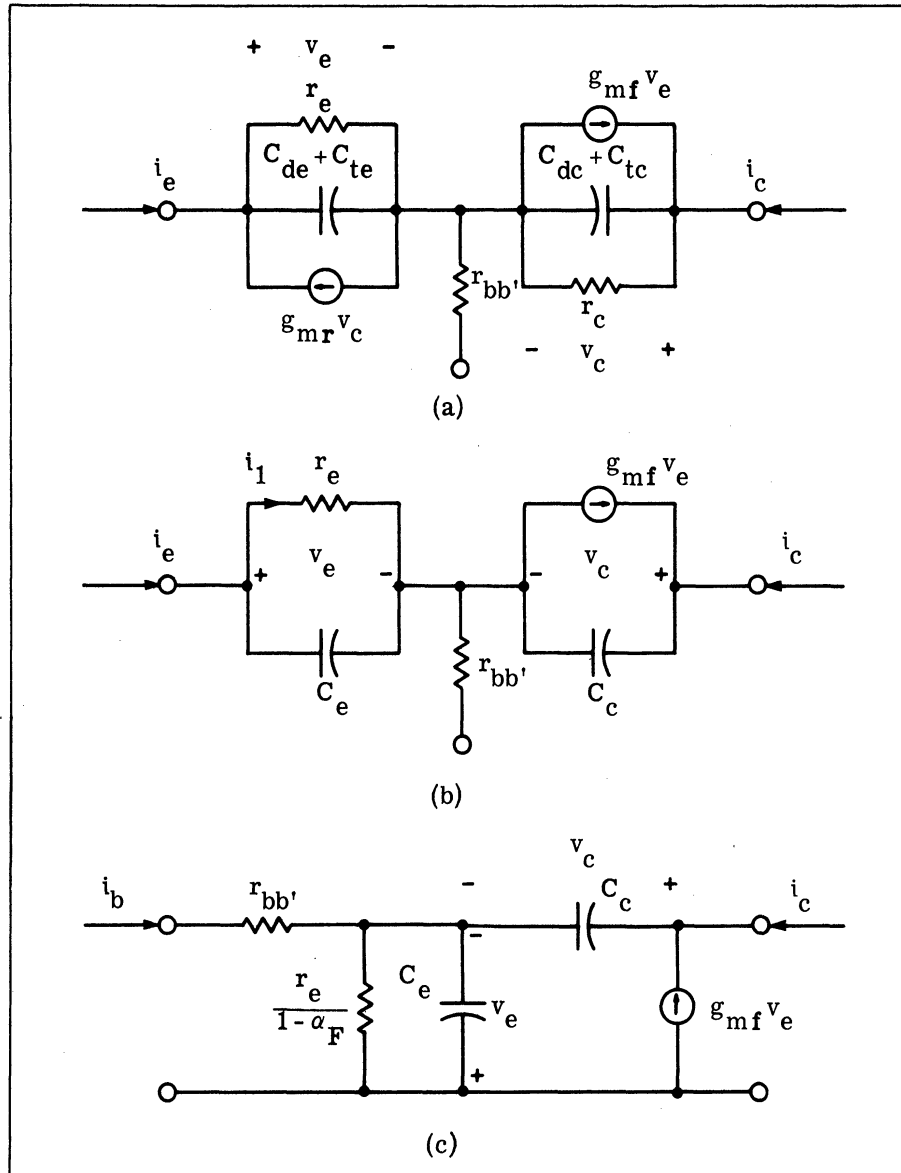 + v_e -
r_e
g_mf v_e
C_de + C_te
C_dc + C_tc
i_e
i_c
r_bb'
g_mr v_c
r_c
- v_c +
(a)
i_1
r_e
g_mf v_e
i_e
+ v_e -
- v_c +
i_c
C_e
r_bb'
C_c
(b)
v_c
i_b
r_bb'
- C_c +
i_c
-
r_e
1 - α_F
C_e
v_e
g_mf v_e
+
(c)